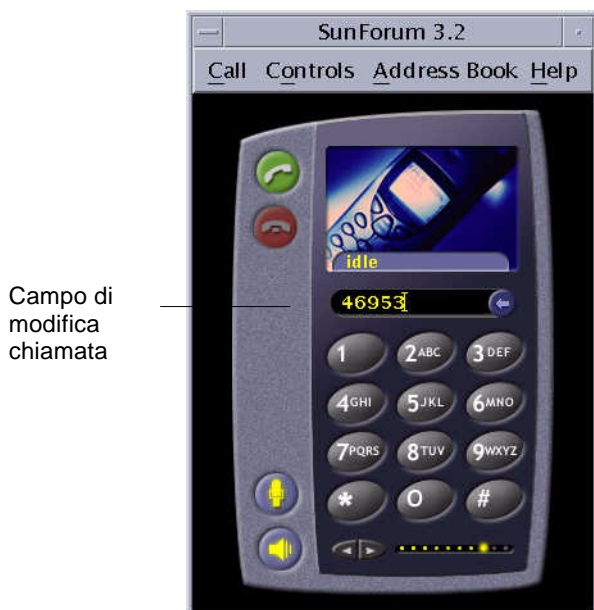 SunForum 3.2
Call Controls Address Book Help
idle
Campo di
modifica
chiamata
46953
1 2ABC 3DEF
4GHI 5JKL 6MNO
7PQRS 8TUV 9WXYZ
* 0 #